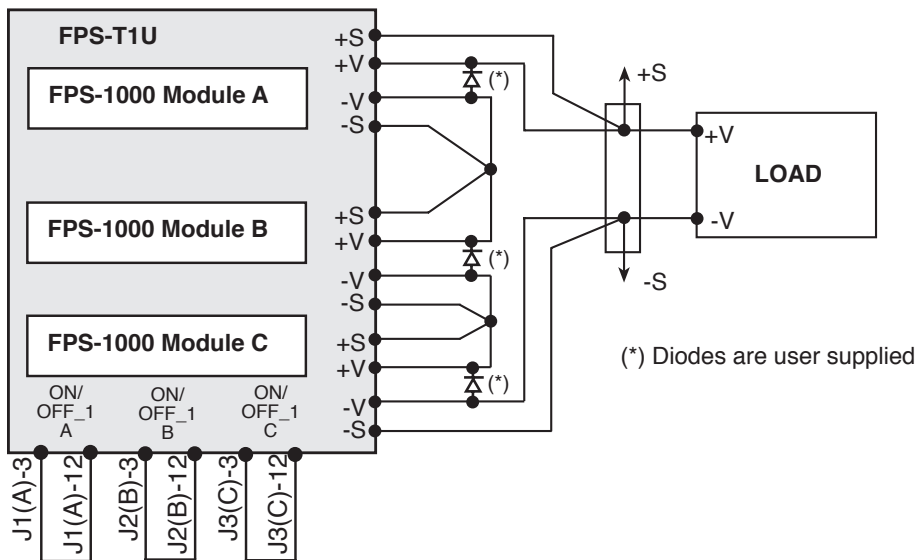 FPS-T1U
FPS-1000 Module A
FPS-1000 Module B
FPS-1000 Module C
+S
+V
-V
-S
+S
+V
-V
-S
+S
+V
-V
-S
(*)
(*)
(*)
+S
-S
+V
LOAD
-V
(*) Diodes are user supplied
ON/
OFF_1
A
ON/
OFF_1
B
ON/
OFF_1
C
J1(A)-3
J1(A)-12
J2(B)-3
J2(B)-12
J3(C)-3
J3(C)-12